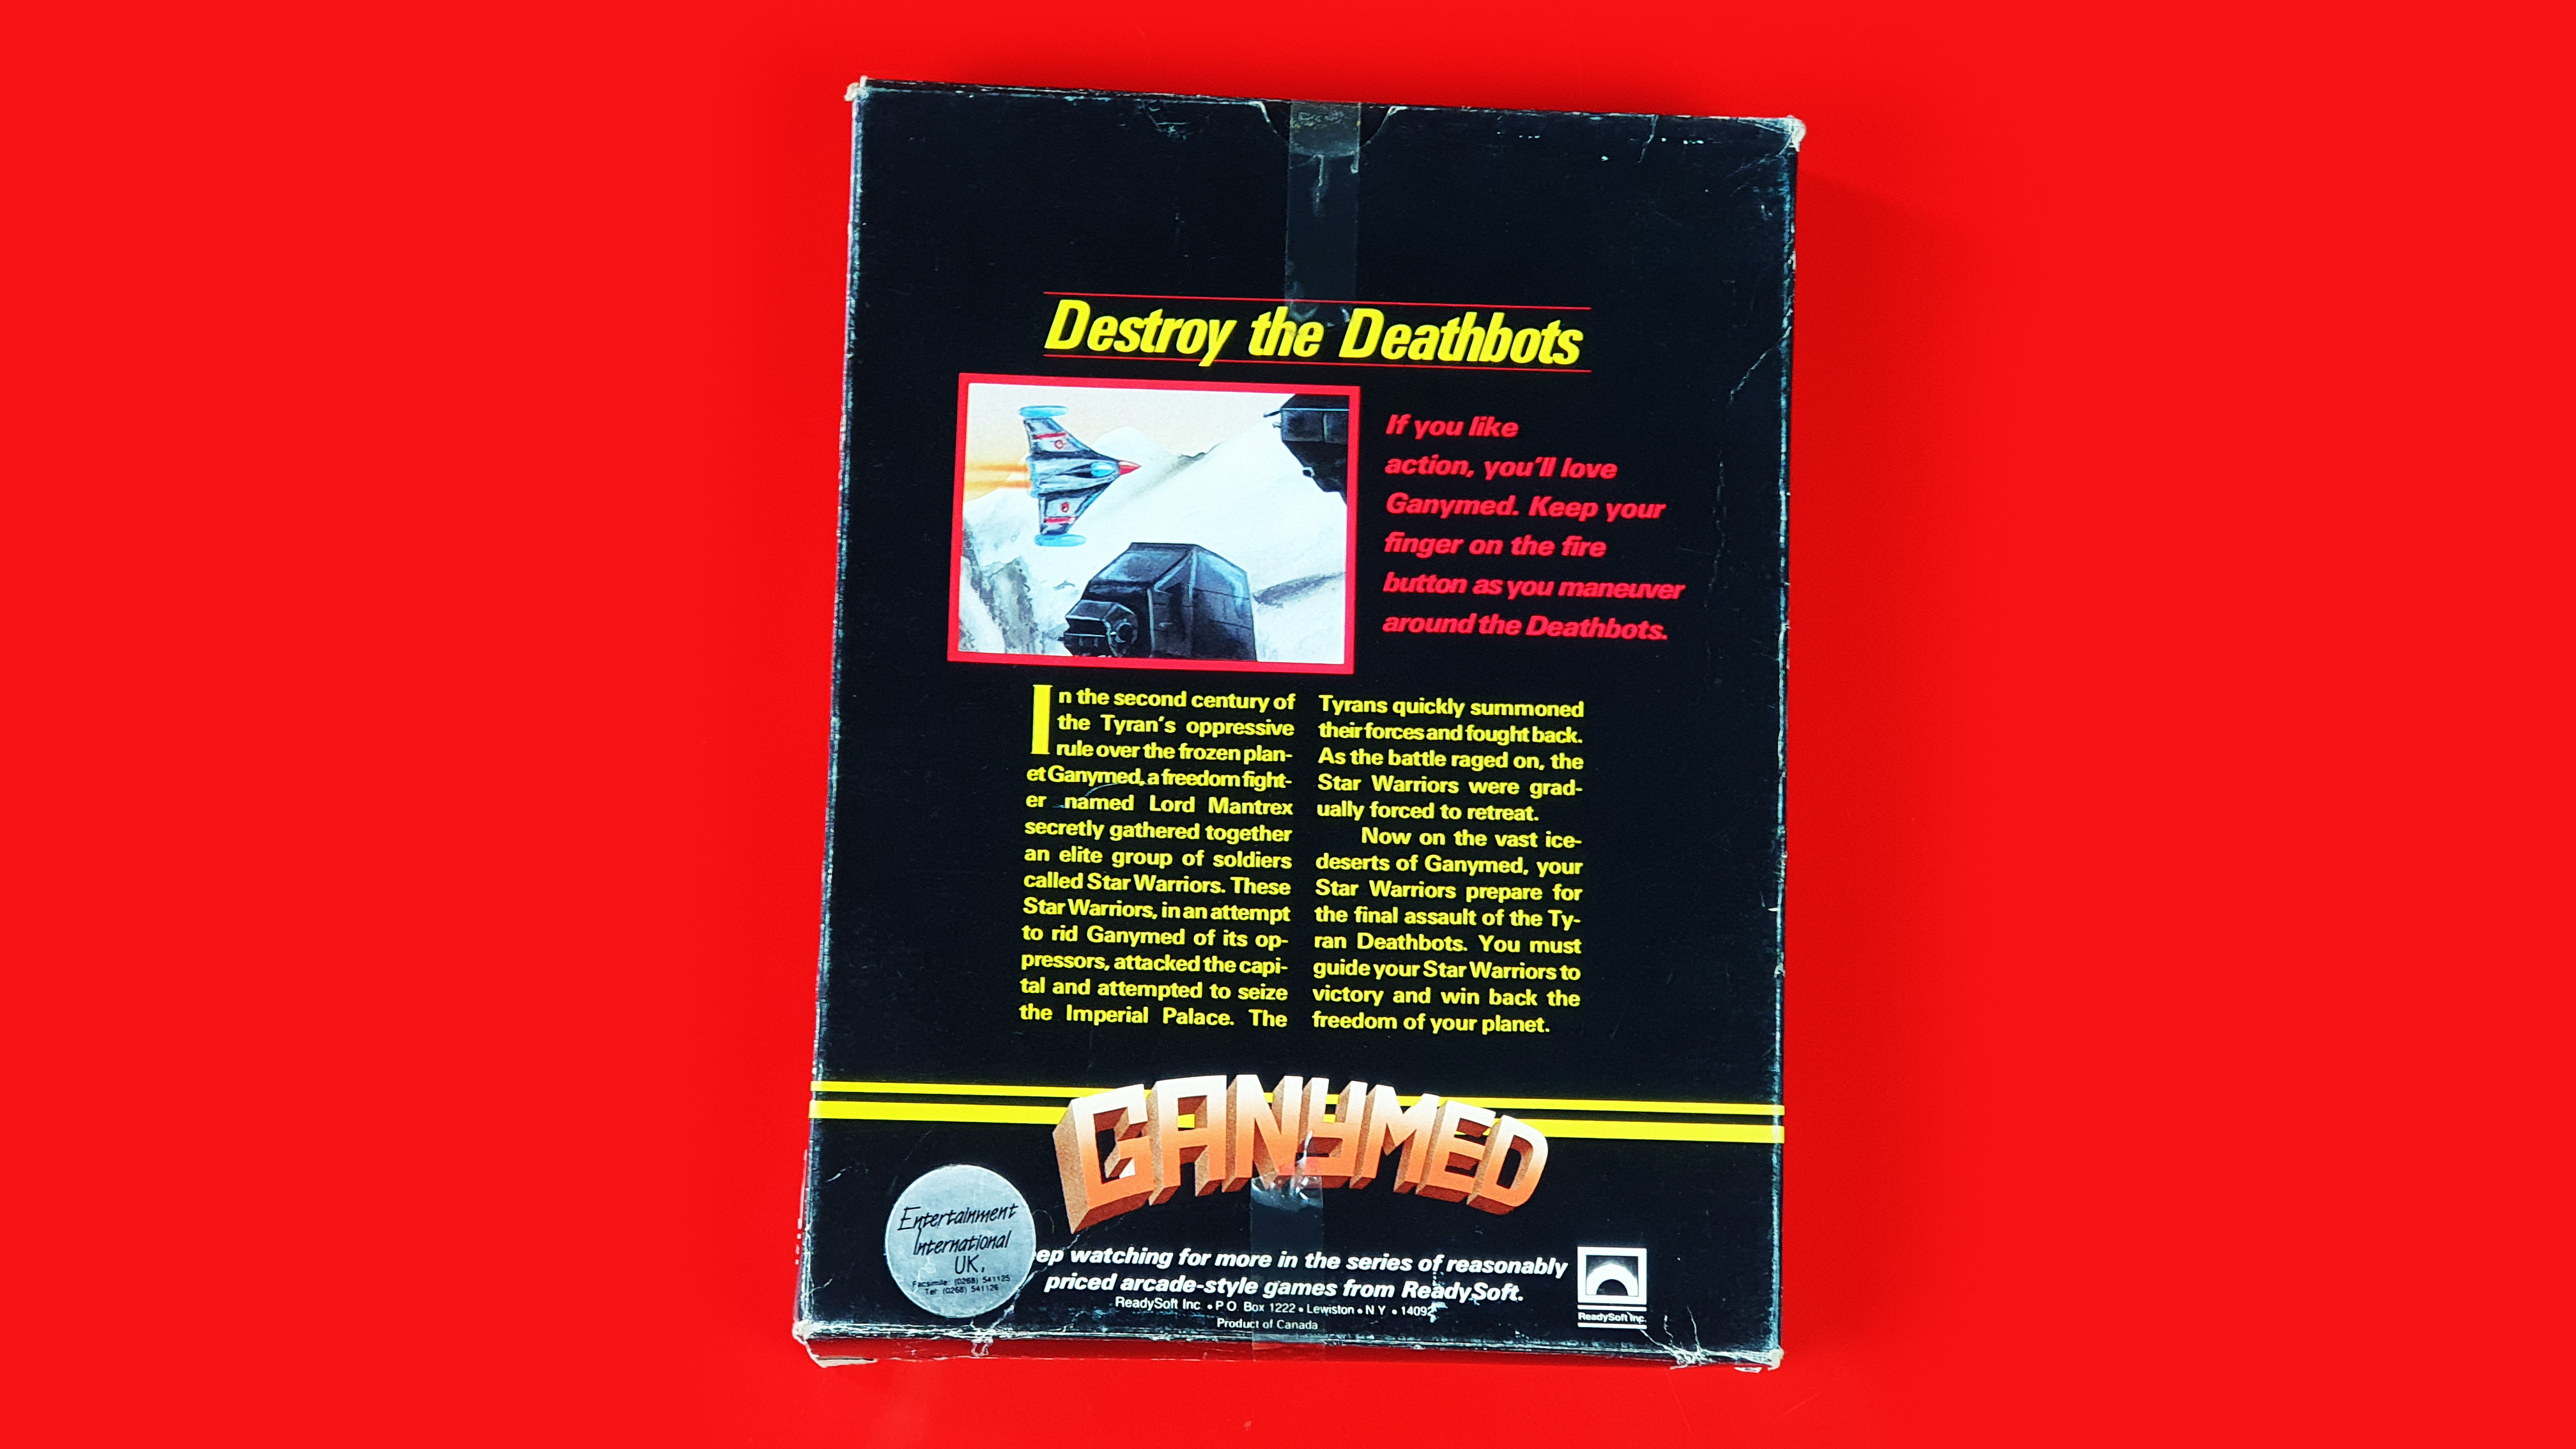 Destroy the Deathbots
If you like
action, you'll love
Ganymed. Keep your
finger on the fire
button as you maneuver
around the Deathbots.
In the second century of
the Tyran's oppressive
rule over the frozen plan-
et Ganymed, a freedom fight-
er named Lord Mantrex
secretly gathered together
an elite group of soldiers
called Star Warriors. These
Star Warriors, in an attempt
to rid Ganymed of its op-
pressors, attacked the capi-
tal and attempted to seize
the Imperial Palace. The
Tyrans quickly summoned
their forces and fought back.
As the battle raged on, the
Star Warriors were grad-
ually forced to retreat.
Now on the vast ice-
deserts of Ganymed, your
Star Warriors prepare for
the final assault of the Ty-
ran Deathbots. You must
guide your Star Warriors to
victory and win back the
freedom of your planet.
GANYMED
Entertainment
International
UK.
Facsimile: (0268) 541125
Tel: (0268) 541126
ep watching for more in the series of reasonably
priced arcade-style games from ReadySoft.
ReadySoft Inc. • P.O. Box 1222 • Lewiston • N.Y. • 14092
Product of Canada
ReadySoft Inc.